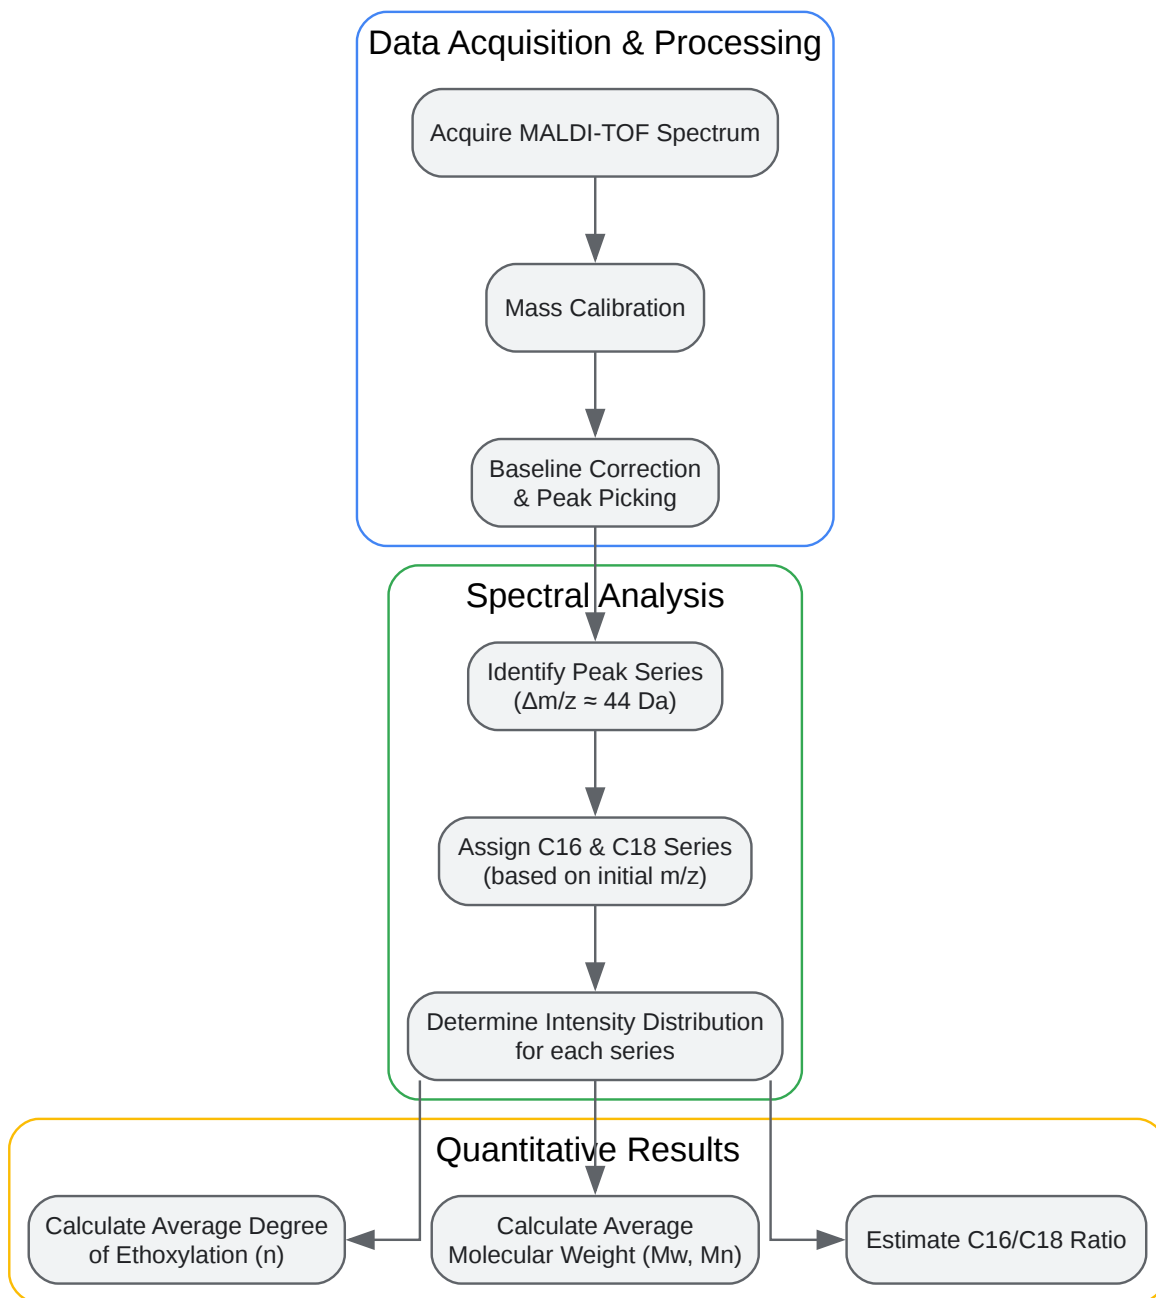 Data Acquisition & Processing
Acquire MALDI-TOF Spectrum
Mass Calibration
Baseline Correction
& Peak Picking
Spectral Analysis
Identify Peak Series
(Δm/z ≈ 44 Da)
Assign C16 & C18 Series
(based on initial m/z)
Determine Intensity Distribution
for each series
Quantitative Results
Calculate Average Degree
of Ethoxylation (n)
Calculate Average
Molecular Weight (Mw, Mn)
Estimate C16/C18 Ratio